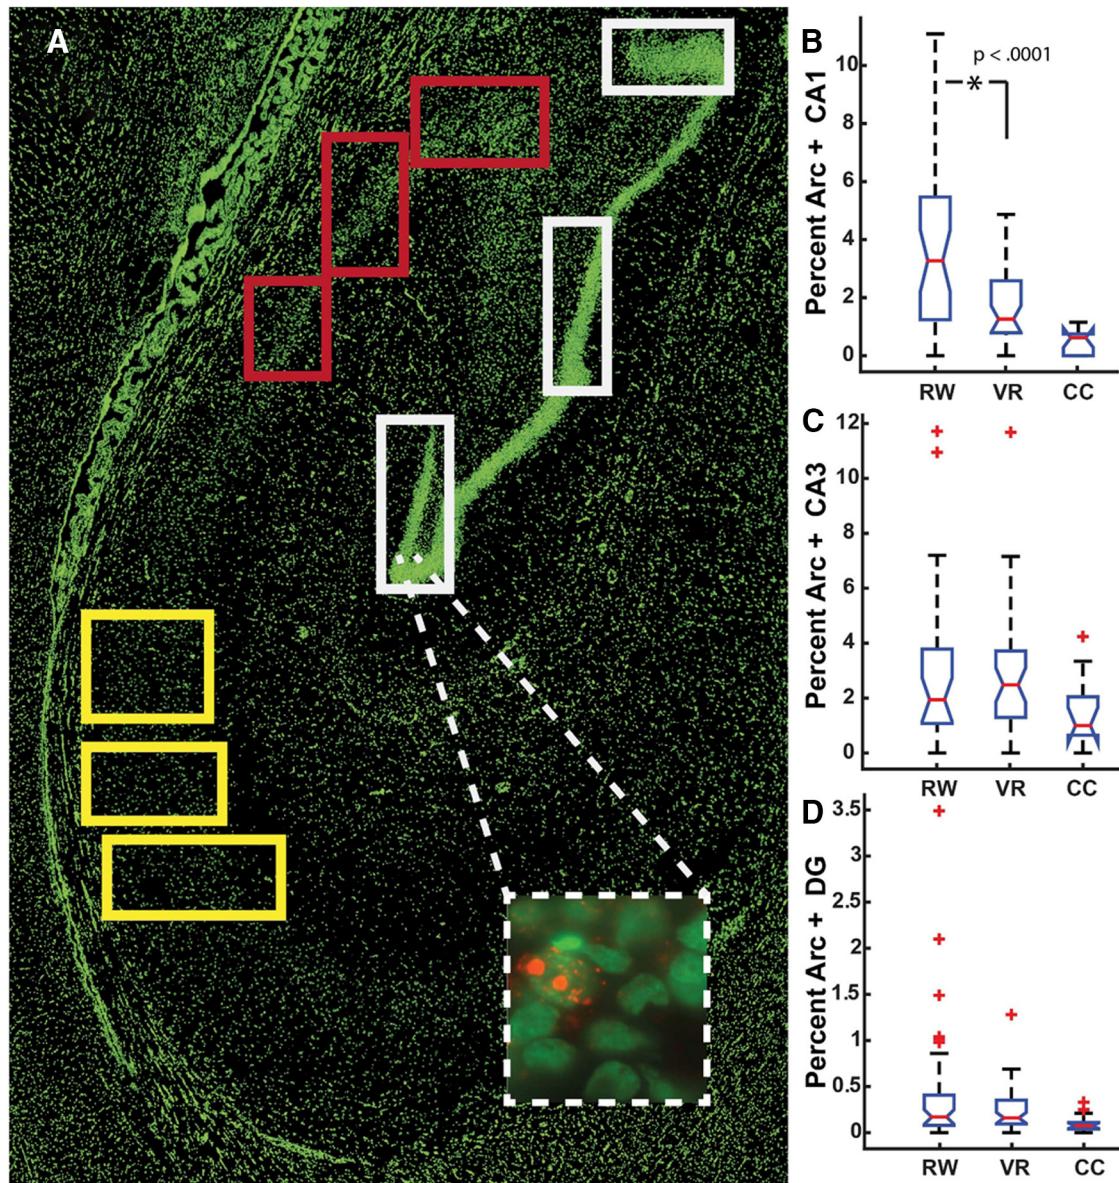 A
B
p < .0001
*
Percent Arc + CA1
10
8
6
4
2
0
RW VR CC
C
Percent Arc + CA3
12
10
8
6
4
2
0
RW VR CC
D
Percent Arc + DG
3.5
3
2.5
2
1.5
1
0.5
0
RW VR CC